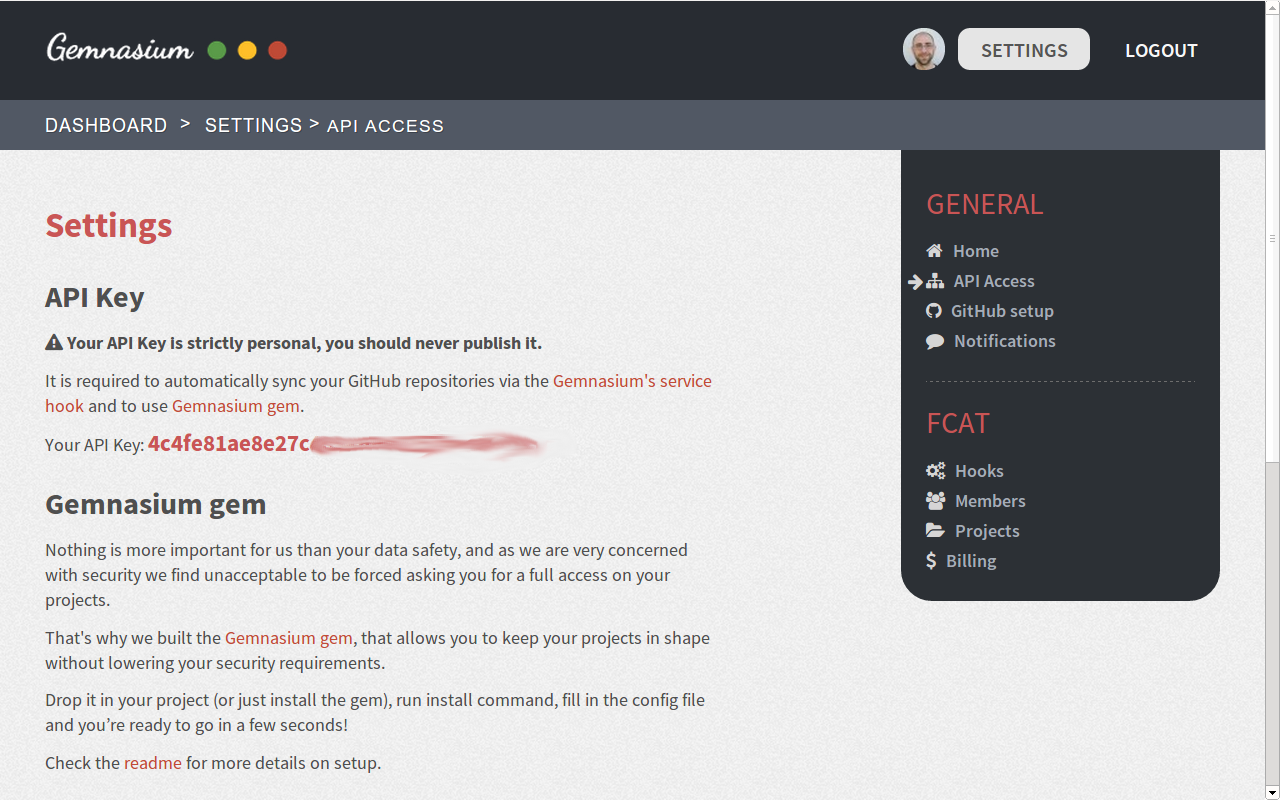 Gemnasium
SETTINGS
LOGOUT
DASHBOARD > SETTINGS > API ACCESS
Settings
API Key
Your API Key is strictly personal, you should never publish it.
It is required to automatically sync your GitHub repositories via the Gemnasium's service
hook and to use Gemnasium gem.
Your API Key: 4c4fe81ae8e27c
Gemnasium gem
Nothing is more important for us than your data safety, and as we are very concerned
with security we find unacceptable to be forced asking you for a full access on your
projects.
That's why we built the Gemnasium gem, that allows you to keep your projects in shape
without lowering your security requirements.
Drop it in your project (or just install the gem), run install command, fill in the config file
and you’re ready to go in a few seconds!
Check the readme for more details on setup.
GENERAL
Home
API Access
GitHub setup
Notifications
FCAT
Hooks
Members
Projects
Billing